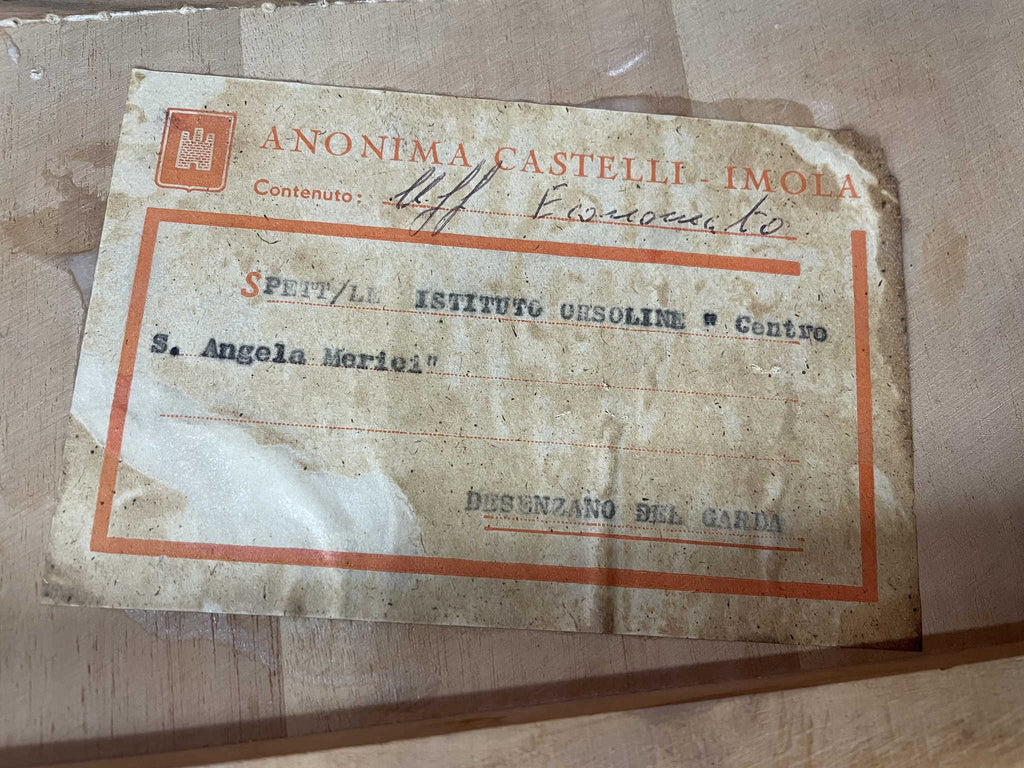 ANONIMA CASTELLI - IMOLA
Contenuto: Uff Economato
SPETT/LE ISTITUTO ORSOLINE " Centro
S. Angela Merici"
DESENZANO DEL GARDA